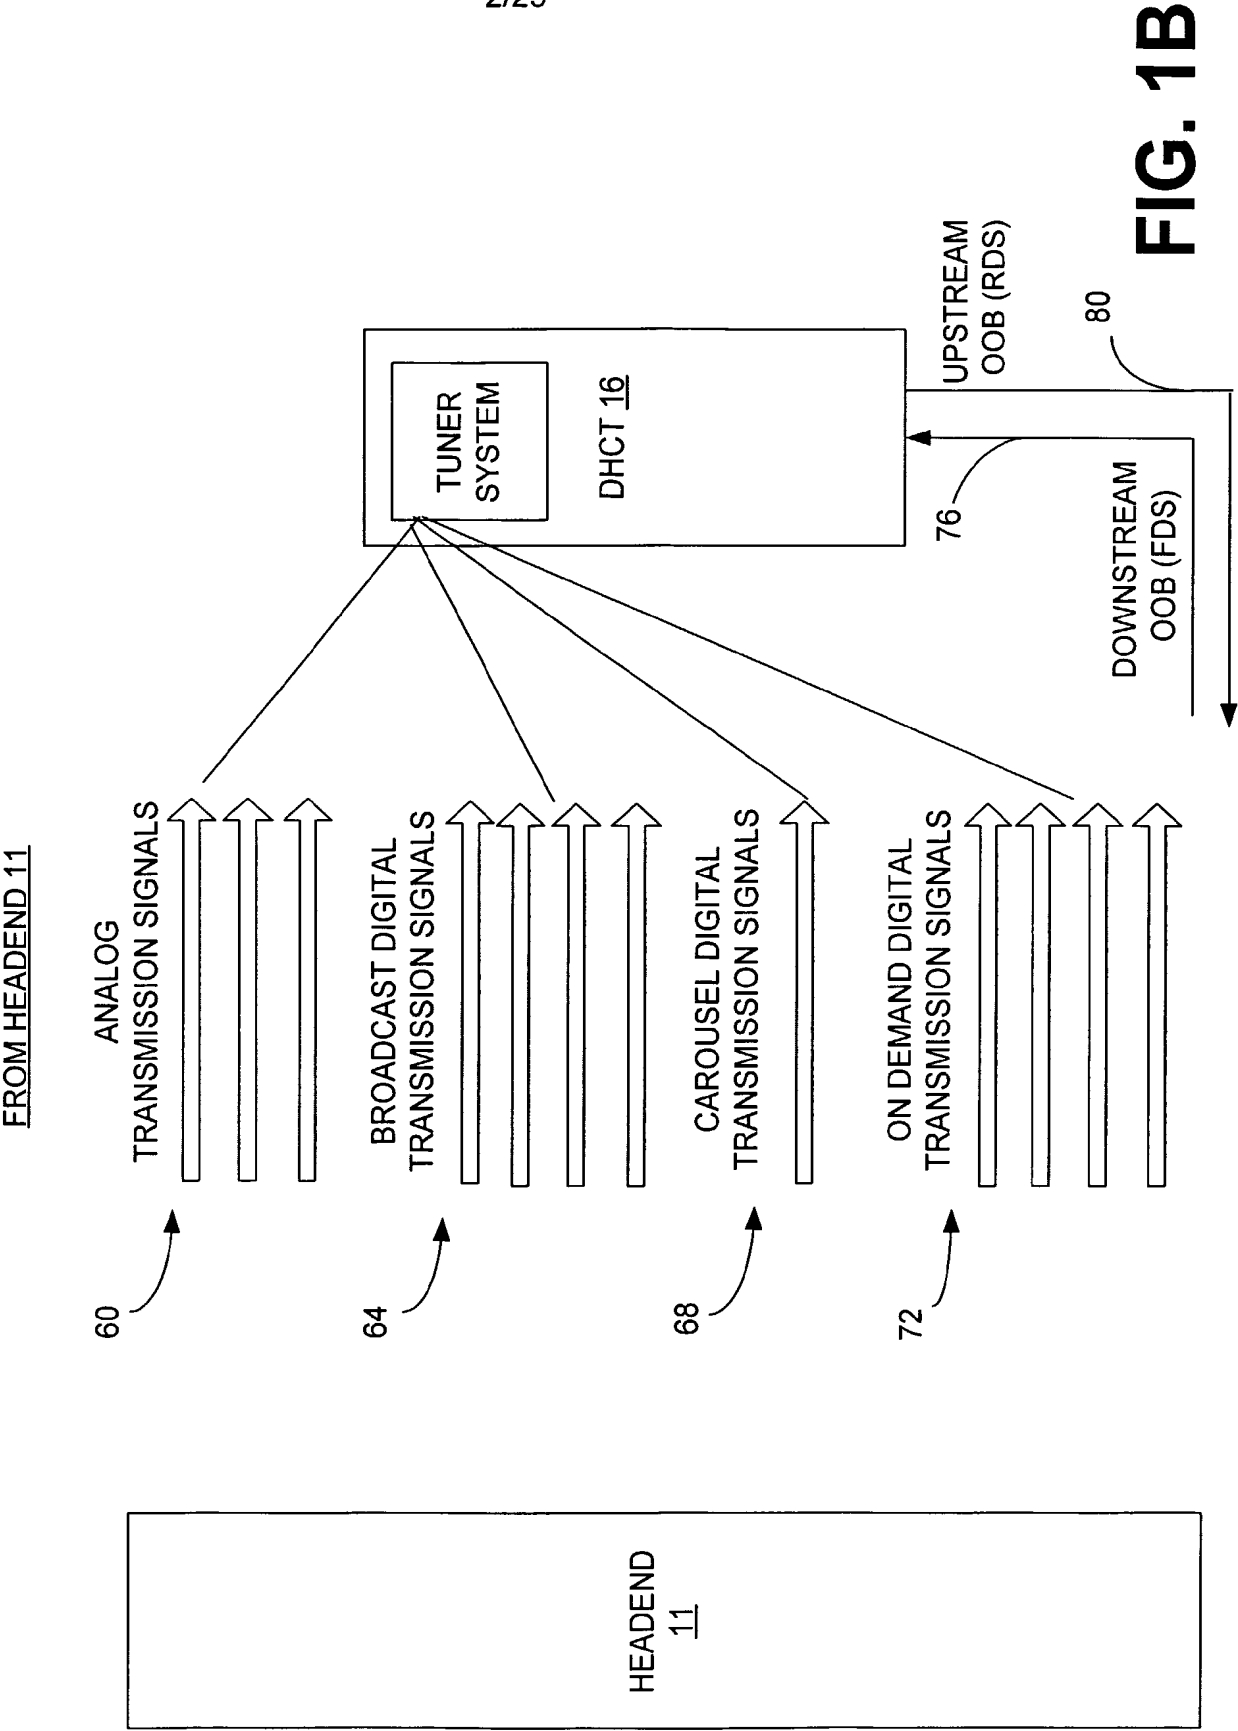 2/25
FROM HEADEND 11
ANALOG
TRANSMISSION SIGNALS
60
BROADCAST DIGITAL
TRANSMISSION SIGNALS
64
CAROUSEL DIGITAL
TRANSMISSION SIGNALS
68
ON DEMAND DIGITAL
TRANSMISSION SIGNALS
72
HEADEND
11
TUNER
SYSTEM
DHCT 16
UPSTREAM
OOB (RDS)
80
76
DOWNSTREAM
OOB (FDS)
FIG. 1B